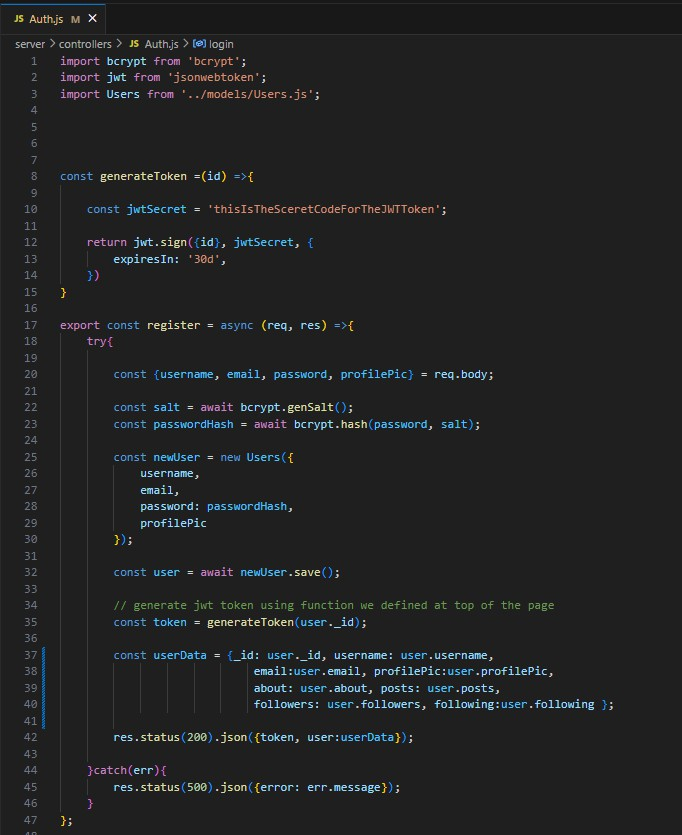 JS Auth.js M ×
server > controllers > JS Auth.js > login
1 import bcrypt from 'bcrypt';
2 import jwt from 'jsonwebtoken';
3 import Users from '../models/Users.js';
4
5
6
7
8 const generateToken =(id) =>{
9
10     const jwtSecret = 'thisIsTheSceretCodeForTheJWTToken';
11
12     return jwt.sign({id}, jwtSecret, {
13         expiresIn: '30d',
14     })
15 }
16
17 export const register = async (req, res) =>{
18     try{
19
20         const {username, email, password, profilePic} = req.body;
21
22         const salt = await bcrypt.genSalt();
23         const passwordHash = await bcrypt.hash(password, salt);
24
25         const newUser = new Users({
26             username,
27             email,
28             password: passwordHash,
29             profilePic
30         });
31
32         const user = await newUser.save();
33
34         // generate jwt token using function we defined at top of the page
35         const token = generateToken(user._id);
36
37         const userData = {_id: user._id, username: user.username,
38                              email:user.email, profilePic:user.profilePic,
39                              about: user.about, posts: user.posts,
40                              followers: user.followers, following:user.following };
41
42         res.status(200).json({token, user:userData});
43
44     }catch(err){
45         res.status(500).json({error: err.message});
46     }
47 };